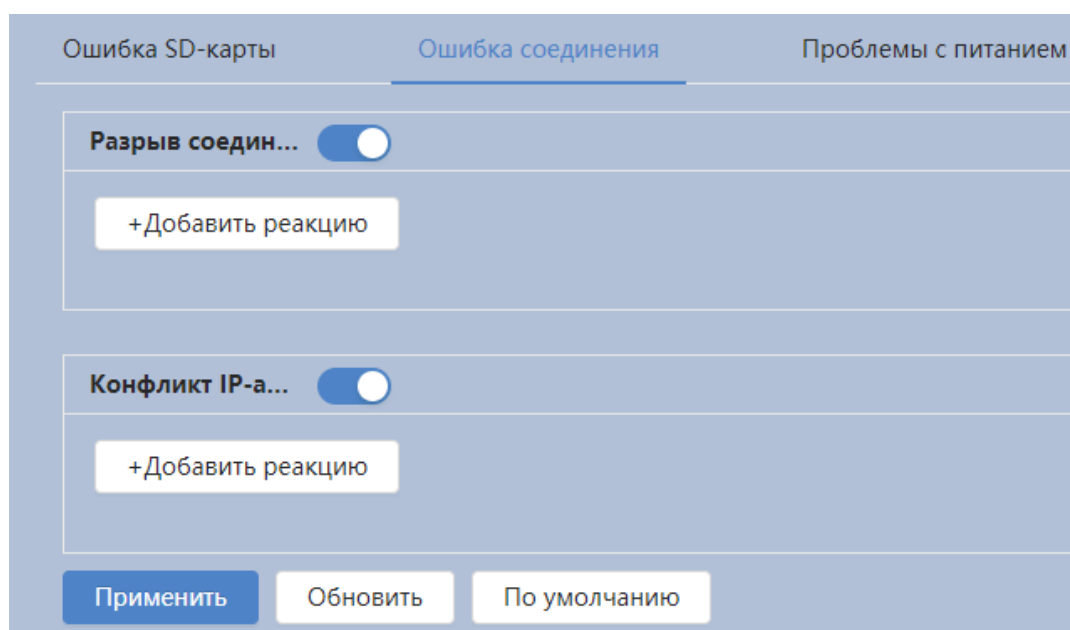 Ошибка SD-карты Ошибка соединения Проблемы с питанием
Разрыв соедин...
+Добавить реакцию
Конфликт IP-а...
+Добавить реакцию
Применить Обновить По умолчанию